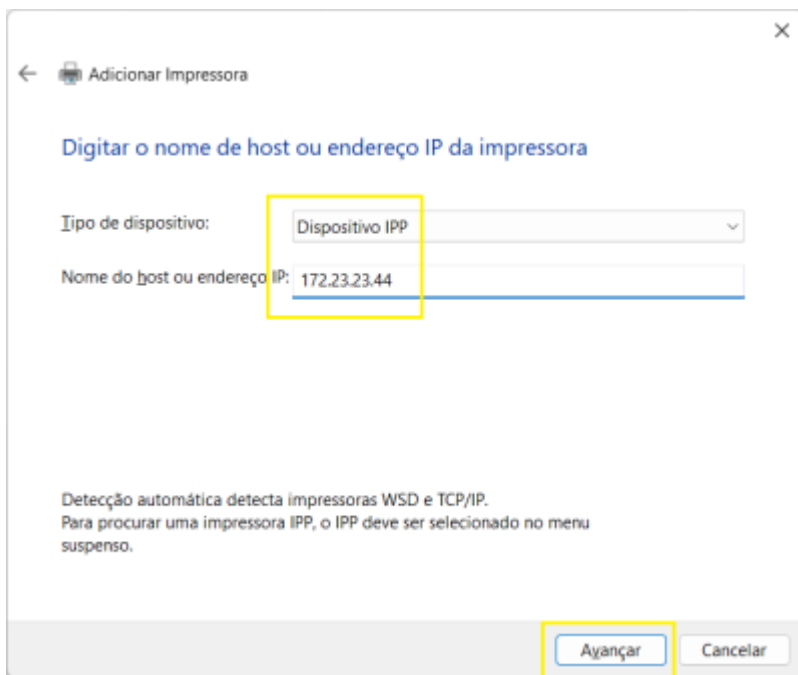 Adicionar Impressora
Digitar o nome de host ou endereço IP da impressora
Tipo de dispositivo: Dispositivo IPP
Nome do host ou endereço IP: 172.23.23.44
Detecção automática detecta impressoras WSD e TCP/IP.
Para procurar uma impressora IPP, o IPP deve ser selecionado no menu
suspenso.
Avançar Cancelar